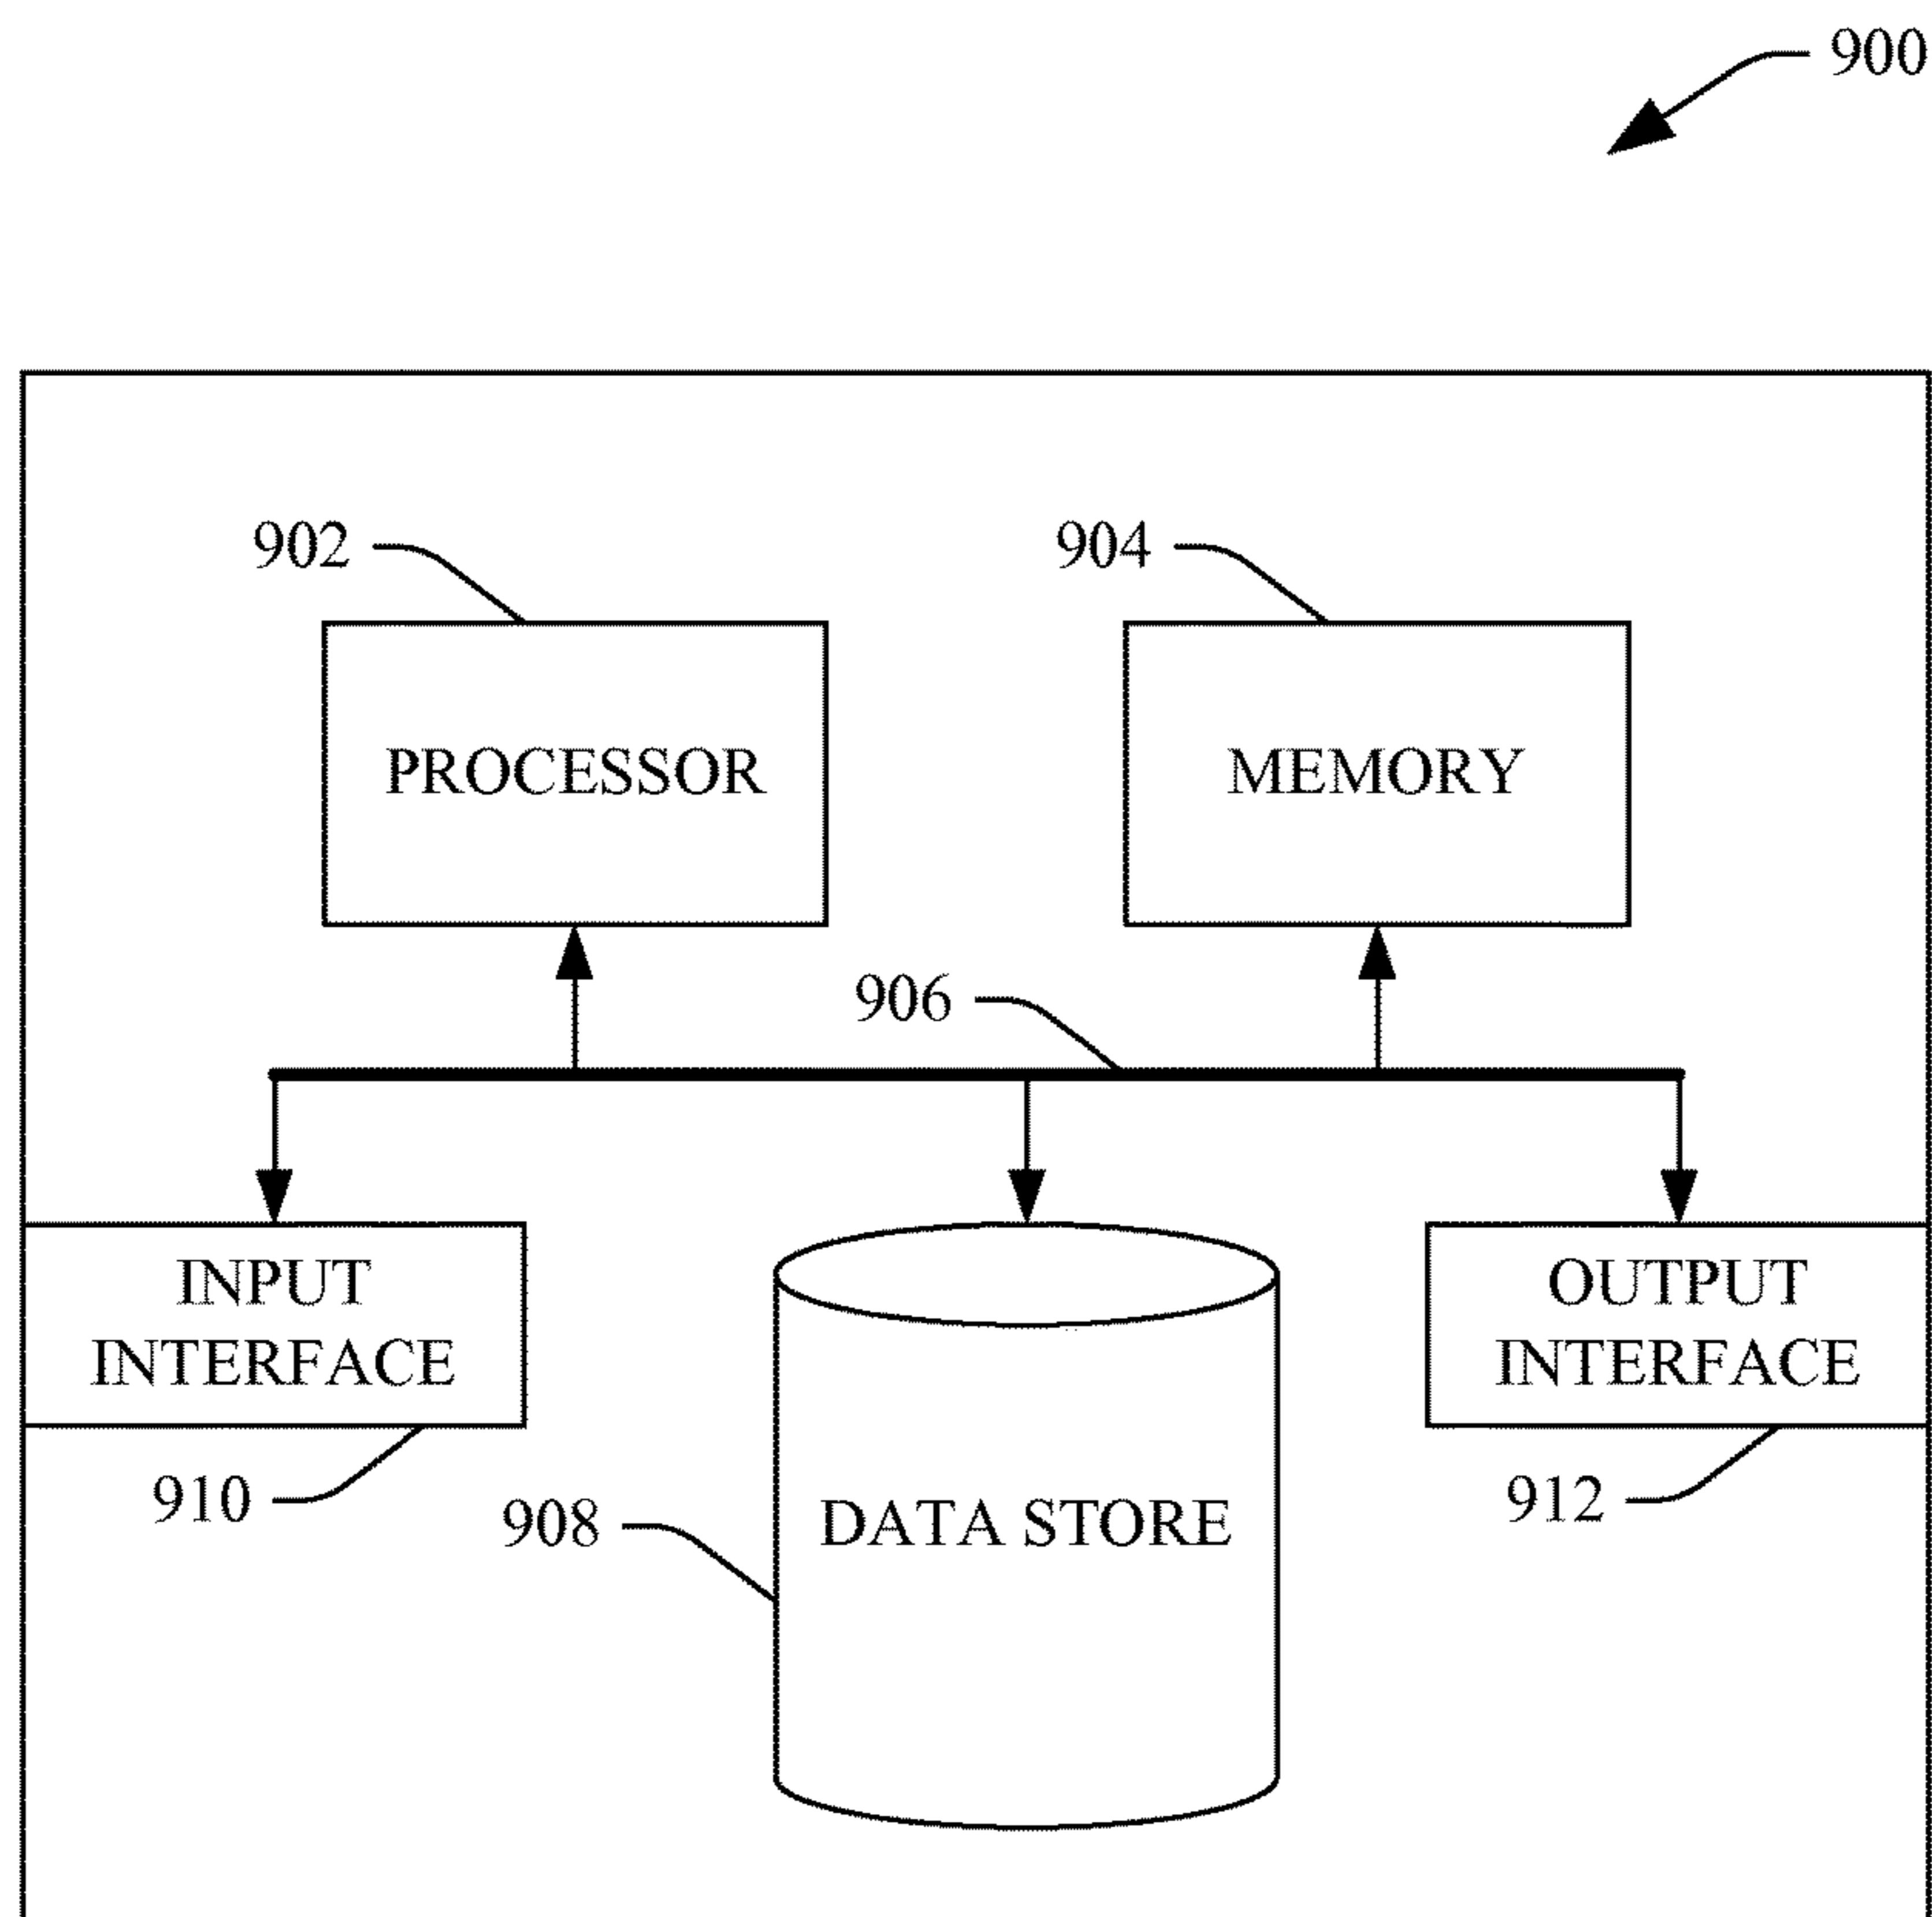 900
902
904
PROCESSOR
MEMORY
906
INPUT
INTERFACE
OUTPUT
INTERFACE
910
908
DATA STORE
912